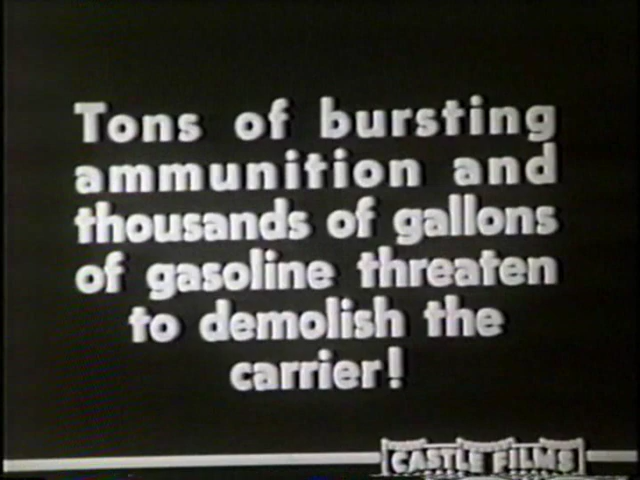 Tons of bursting
ammunition and
thousands of gallons
of gasoline threaten
to demolish the
carrier!
CASTLE FILMS